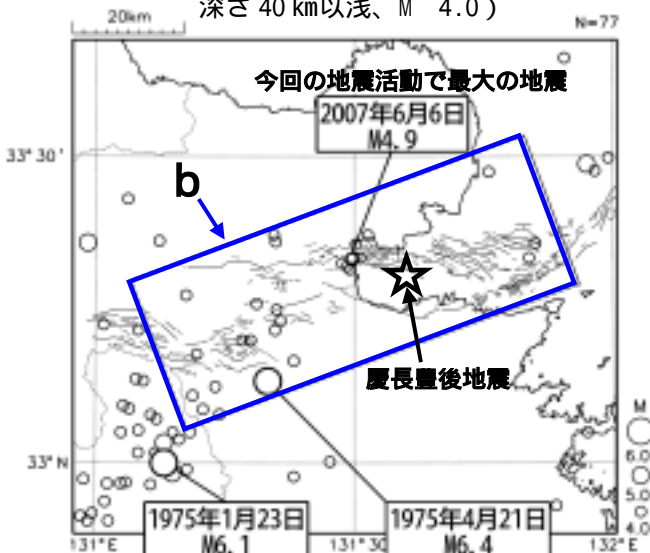 深さ 40 km以浅、M 4.0）
20km
N=77
今回の地震活動で最大の地震
2007年6月6日
M4.9
33° 30'
b
慶長豊後地震
M
6.0
5.0
4.0
33° N
1975年1月23日
M6.1
1975年4月21日
M6.4
131° E
131° 30
132° E